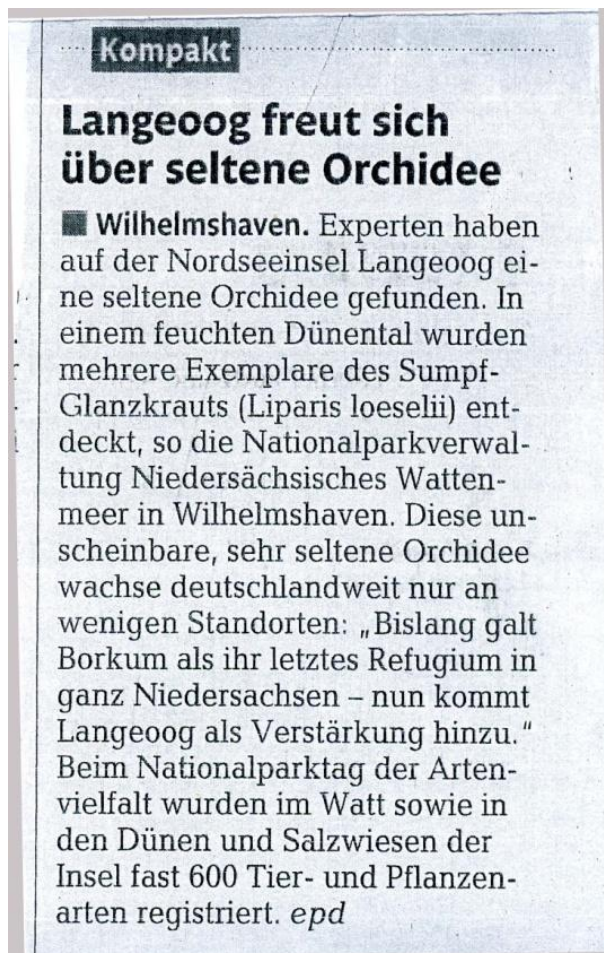 Kompakt
Langeoog freut sich
über seltene Orchidee
■ Wilhelmshaven. Experten haben
auf der Nordseeinsel Langeoog ei-
ne seltene Orchidee gefunden. In
einem feuchten Dünental wurden
mehrere Exemplare des Sumpf-
Glanzkrauts (Liparis loeselii) ent-
deckt, so die Nationalparkverwal-
tung Niedersächsisches Watten-
meer in Wilhelmshaven. Diese un-
scheinbare, sehr seltene Orchidee
wachse deutschlandweit nur an
wenigen Standorten: „Bislang galt
Borkum als ihr letztes Refugium in
ganz Niedersachsen – nun kommt
Langeoog als Verstärkung hinzu.“
Beim Nationalparktag der Arten-
vielfalt wurden im Watt sowie in
den Dünen und Salzwiesen der
Insel fast 600 Tier- und Pflanzen-
arten registriert. epd